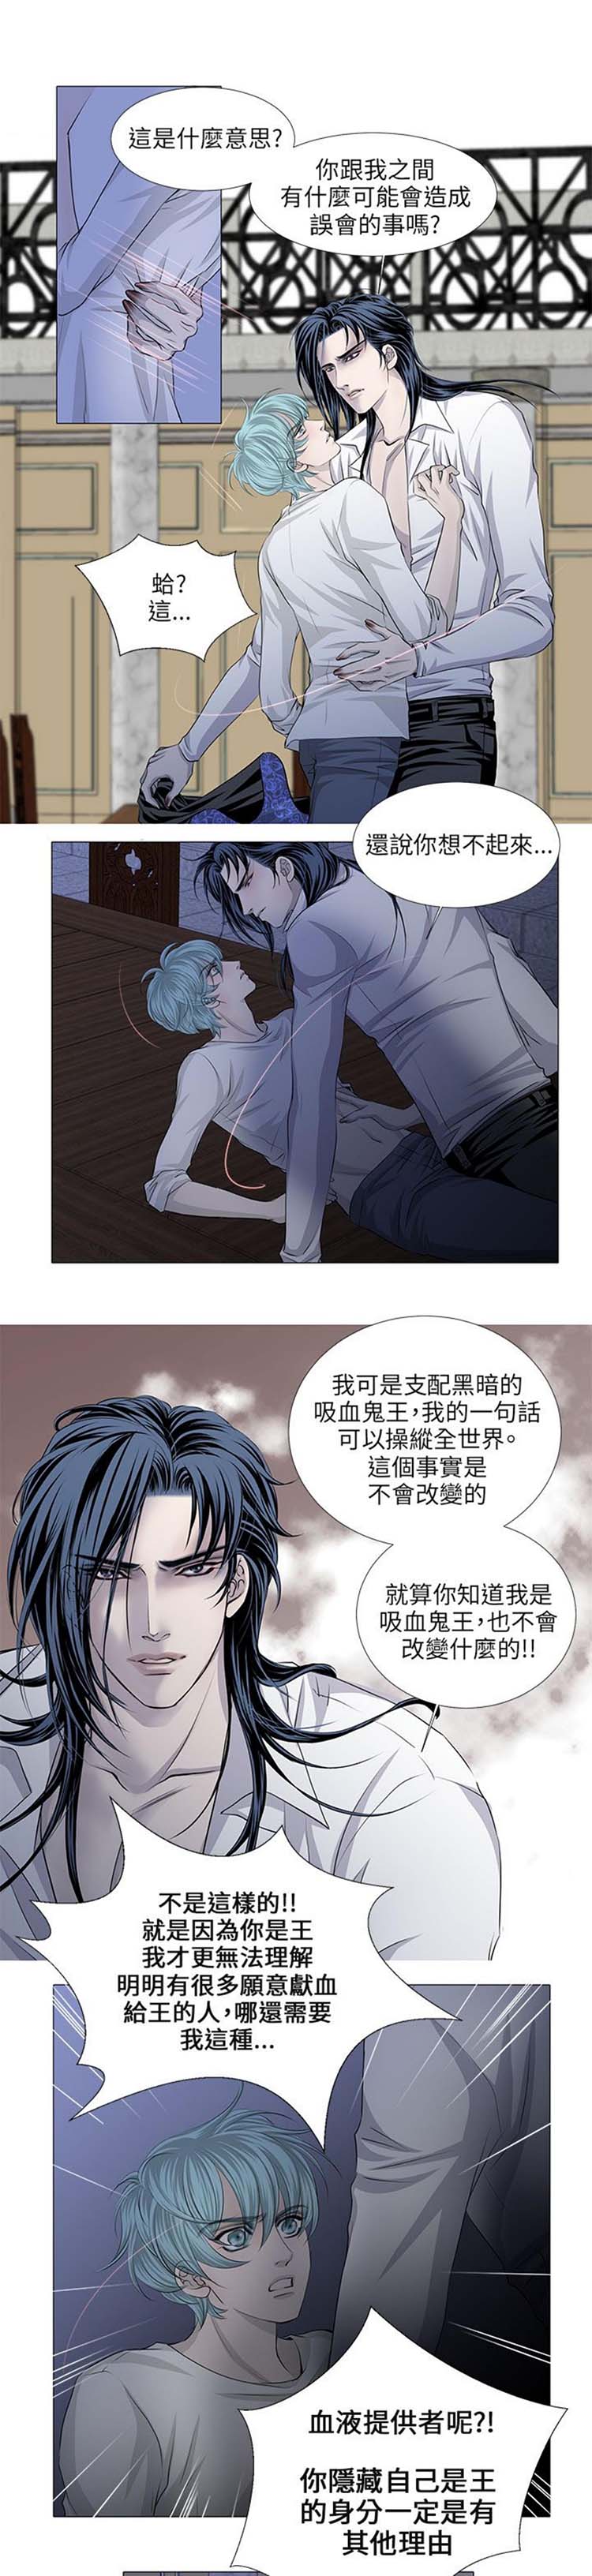 這是什麼意思?
你跟我之間
有什麼可能會造成
誤會的事嗎?
蛤?
這...
還說你想不起來...
我可是支配黑暗的
吸血鬼王,我的一句話
可以操縱全世界。
這個事實是
不會改變的
就算你知道我是
吸血鬼王,也不會
改變什麼的!!
不是這樣的!!
就是因為你是王
我才更無法理解
明明有很多願意獻血
給王的人,哪還需要
我這種...
血液提供者呢?!
你隱藏自己是王
的身分一定是有
其他理由